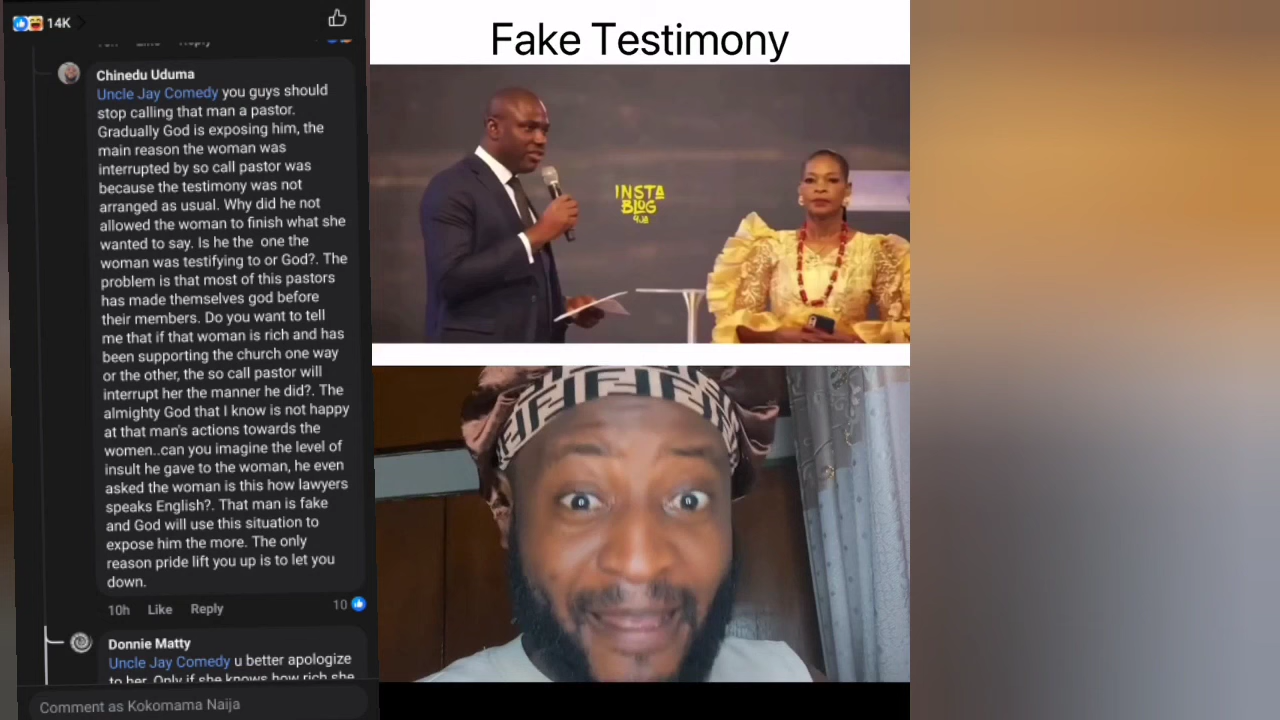 14K
Chinedu Uduma
Uncle Jay Comedy you guys should
stop calling that man a pastor.
Gradually God is exposing him, the
main reason the woman was
interrupted by so call pastor was
because the testimony was not
arranged as usual. Why did he not
allowed the woman to finish what she
wanted to say. Is he the one the
woman was testifying to or God?. The
problem is that most of this pastors
has made themselves god before
their members. Do you want to tell
me that if that woman is rich and has
been supporting the church one way
or the other, the so call pastor will
interrupt her the manner he did?. The
almighty God that I know is not happy
at that man's actions towards the
women..can you imagine the level of
insult he gave to the woman, he even
asked the woman is this how lawyers
speaks English?. That man is fake
and God will use this situation to
expose him the more. The only
reason pride lift you up is to let you
down.
10h Like Reply 10
Donnie Matty
Uncle Jay Comedy u better apologize
to her. Only if she knows how rich she
Comment as Kokomama Naija
Fake Testimony
INSTA
BLOG